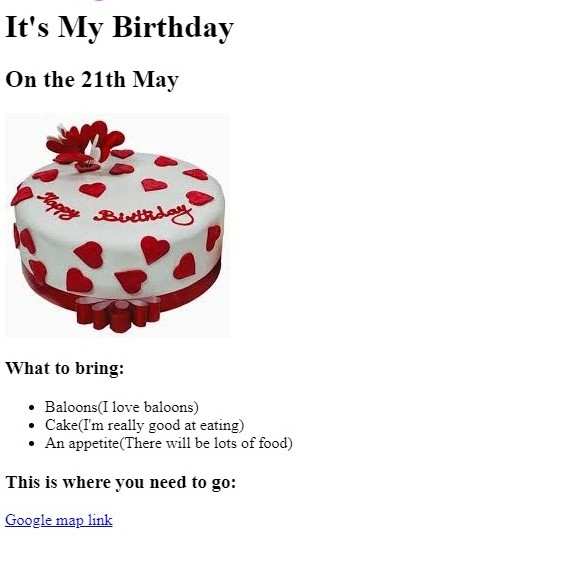 It's My Birthday
On the 21th May
Happy Birthday
What to bring:
Baloons(I love baloons)
Cake(I'm really good at eating)
An appetite(There will be lots of food)
This is where you need to go:
Google map link